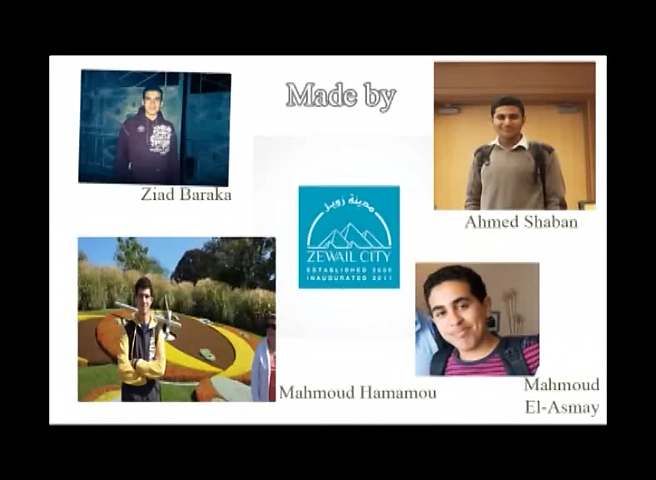 Made by
Ziad Baraka
Ahmed Shaban
مدينة زويل
ZEWAIL CITY
ESTABLISHED 2000
INAUGURATED 2011
Mahmoud Hamamou
Mahmoud
El-Asmay